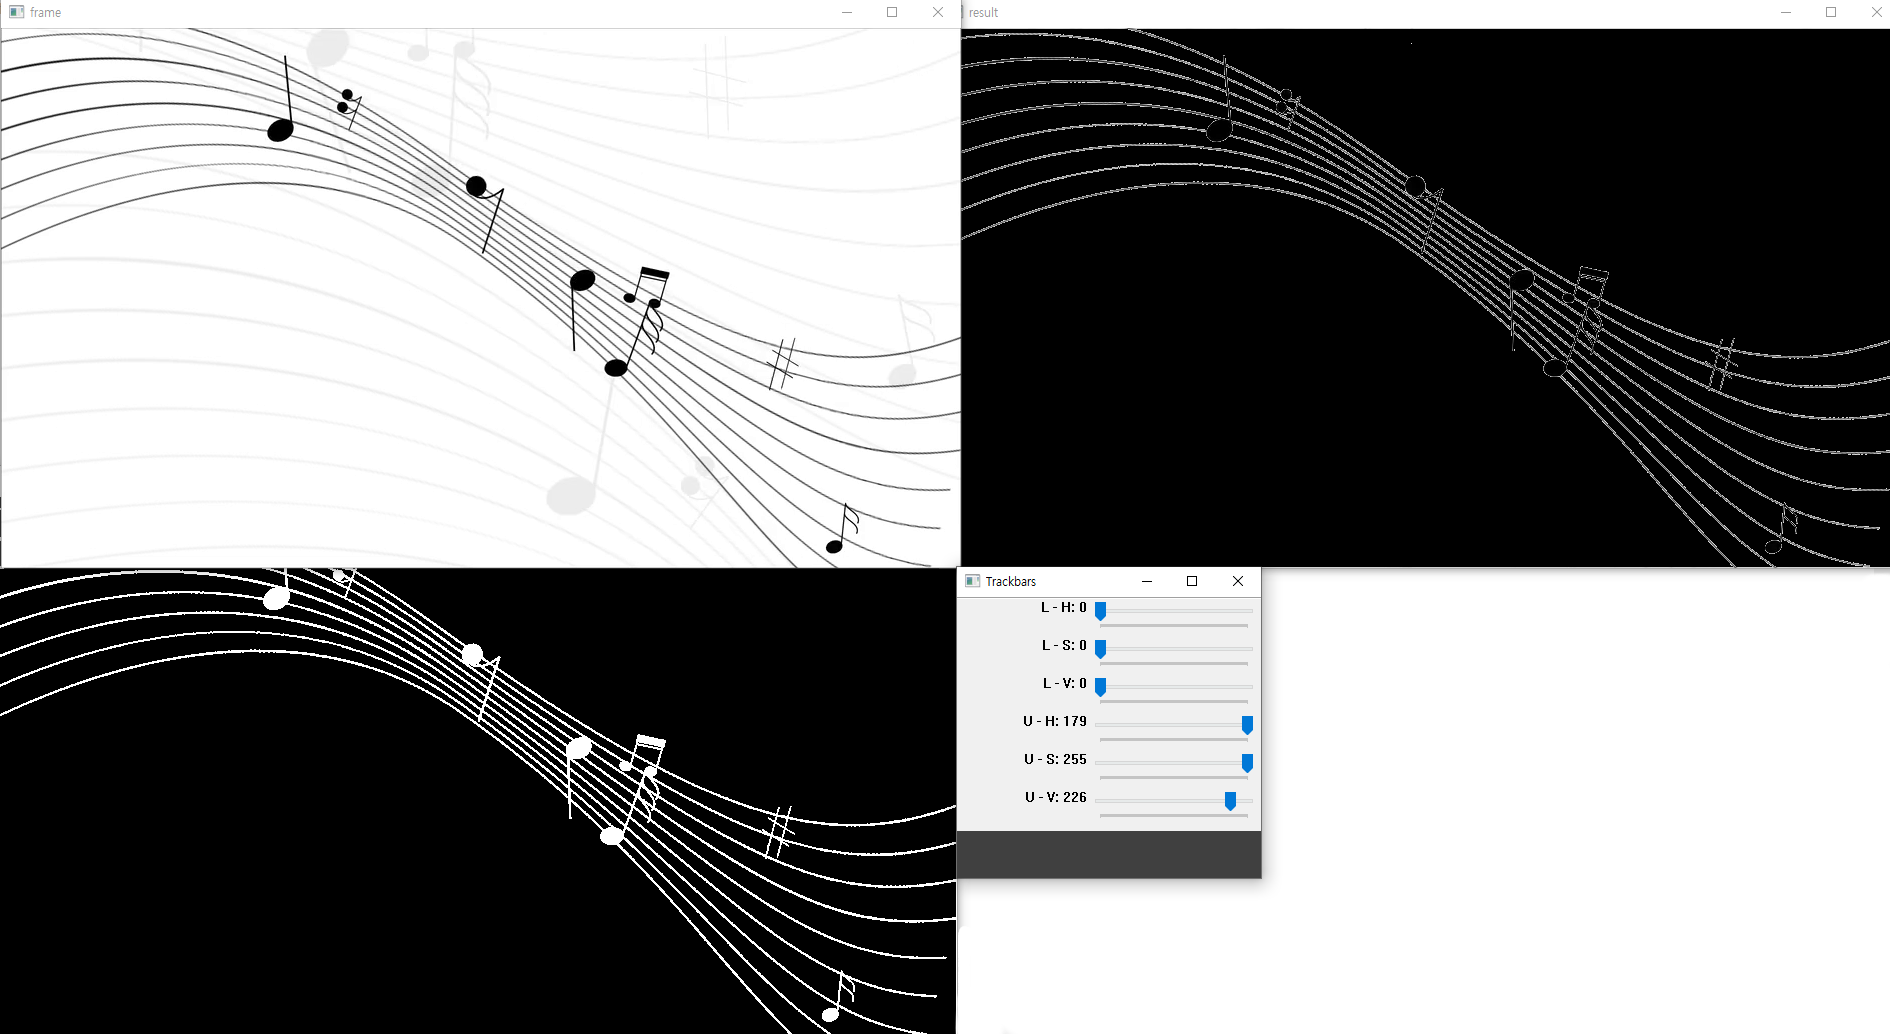 frame
result
Trackbars
L - H: 0
L - S: 0
L - V: 0
U - H: 179
U - S: 255
U - V: 226